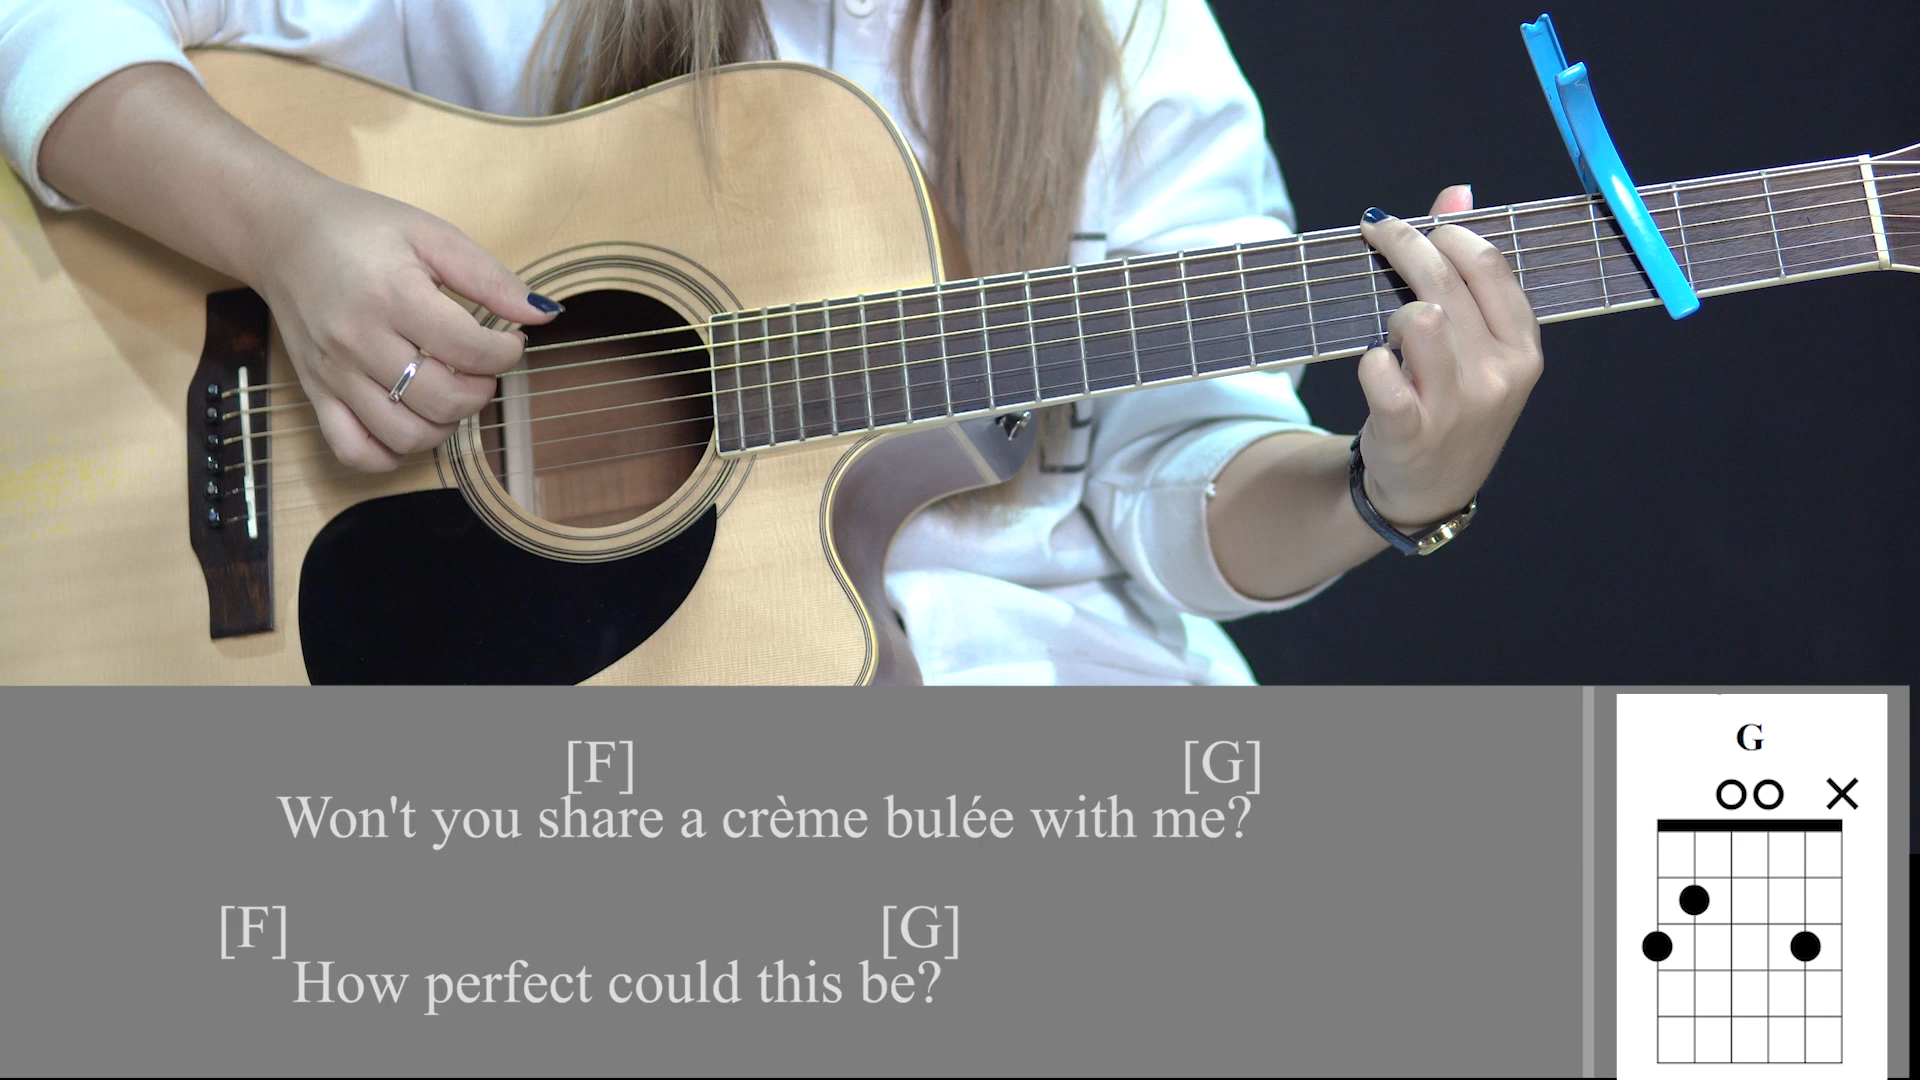 [F] [G]
Won't you share a crème bulée with me?
[F] [G]
How perfect could this be?
G